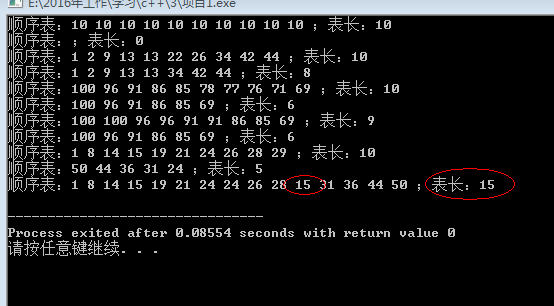 E:\2016年工作\学习\c++\3\项目1.exe
顺序表：10 10 10 10 10 10 10 10 10 10 ；表长：10
顺序表：；表长：0
顺序表：1 2 9 13 13 22 26 34 42 44 ；表长：10
顺序表：1 2 9 13 13 34 42 44 ；表长：8
顺序表：100 96 91 86 85 78 77 76 71 69 ；表长：10
顺序表：100 96 91 86 85 69 ；表长：6
顺序表：100 100 96 96 91 91 86 85 69 ；表长：9
顺序表：100 96 91 86 85 69 ；表长：6
顺序表：1 8 14 15 19 21 24 26 28 29 ；表长：10
顺序表：50 44 36 31 24 ；表长：5
顺序表：1 8 14 15 19 21 24 24 26 28 15 31 36 44 50 ；表长：15
--------------------------------
Process exited after 0.08554 seconds with return value 0
请按任意键继续. . .